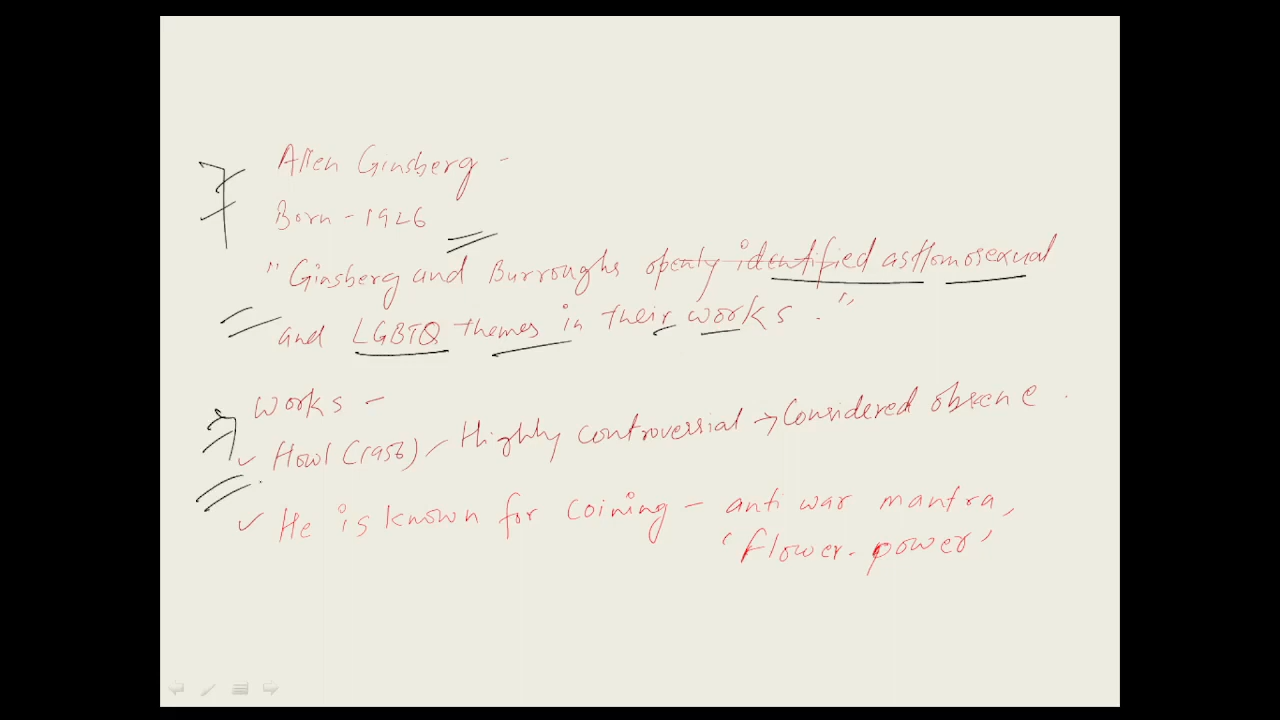 Allen Ginsberg -
Born - 1926
"Ginsberg and Burroughs openly identified as Homosexual
and LGBTQ themes in their works."
Works -
✓ Howl (1956) - Highly controversial → Considered obscene.
✓ He is known for coining - anti war mantra,
'flower-power'